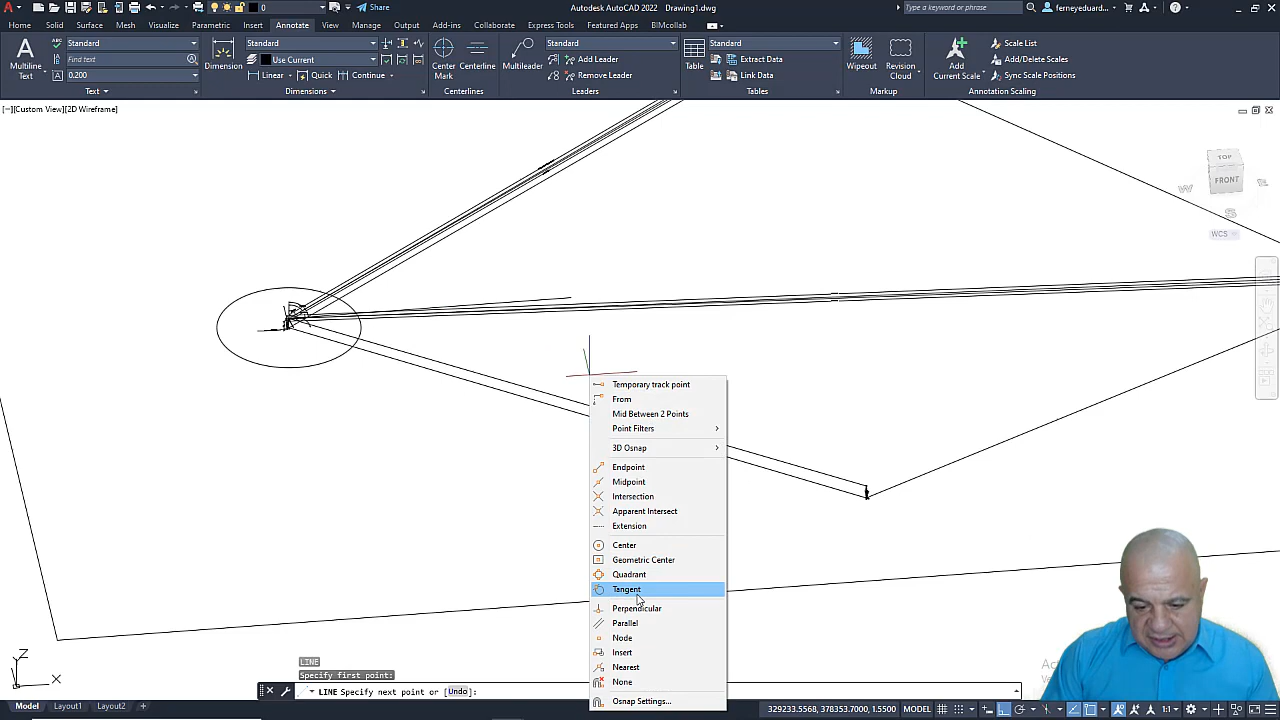 0
Share
Autodesk AutoCAD 2022 Drawing1.dwg
Type a keyword or phrase
ferneyeduard...
Home Solid Surface Mesh Visualize Parametric Insert Annotate View Manage Output Add-ins Collaborate Express Tools Featured Apps BIMcollab
Multiline Text
Standard
Find text
0.200
Text
Dimension
Standard
Use Current
Linear Quick Continue
Dimensions
Center Mark
Centerline
Centerlines
Multileader
Standard
Add Leader
Remove Leader
Leaders
Table
Standard
Extract Data
Link Data
Tables
Wipeout
Revision Cloud
Markup
Add Current Scale
Scale List
Add/Delete Scales
Sync Scale Positions
Annotation Scaling
[−][Custom View][2D Wireframe]
TOP
FRONT
W
S
WCS
Temporary track point
From
Mid Between 2 Points
Point Filters
3D Osnap
Endpoint
Midpoint
Intersection
Apparent Intersect
Extension
Center
Geometric Center
Quadrant
Tangent
Perpendicular
Parallel
Node
Insert
Nearest
None
Osnap Settings...
Z
X
LINE
Specify first point:
LINE Specify next point or [Undo]:
Model Layout1 Layout2 +
329233.5568, 378353.7000, 1.5500 MODEL
1:1